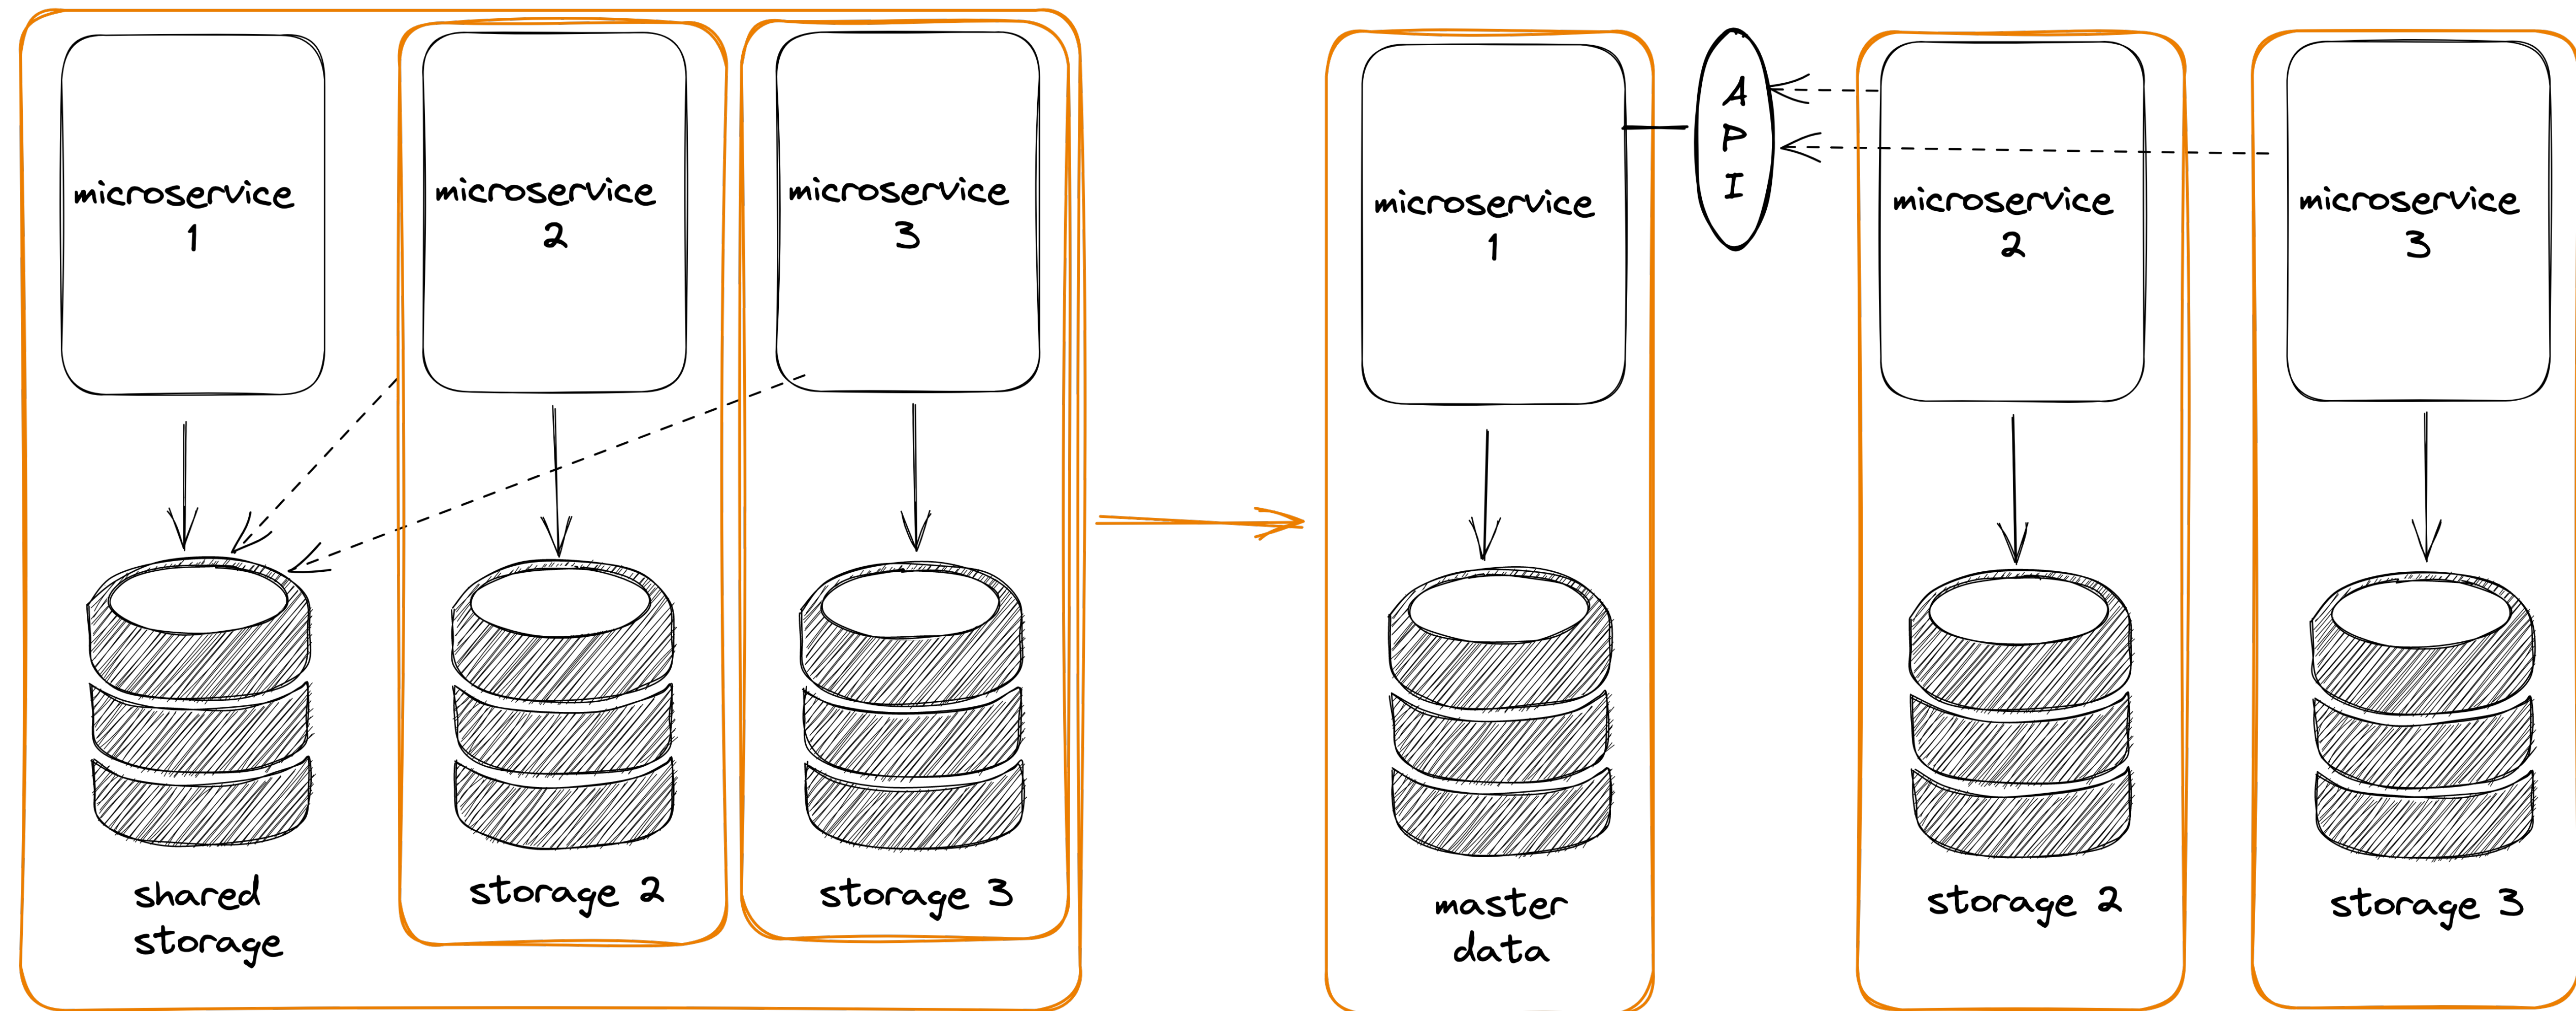 microservice
1
shared
storage
microservice
2
storage 2
microservice
3
storage 3
microservice
1
master
data
A
P
I
microservice
2
storage 2
microservice
3
storage 3